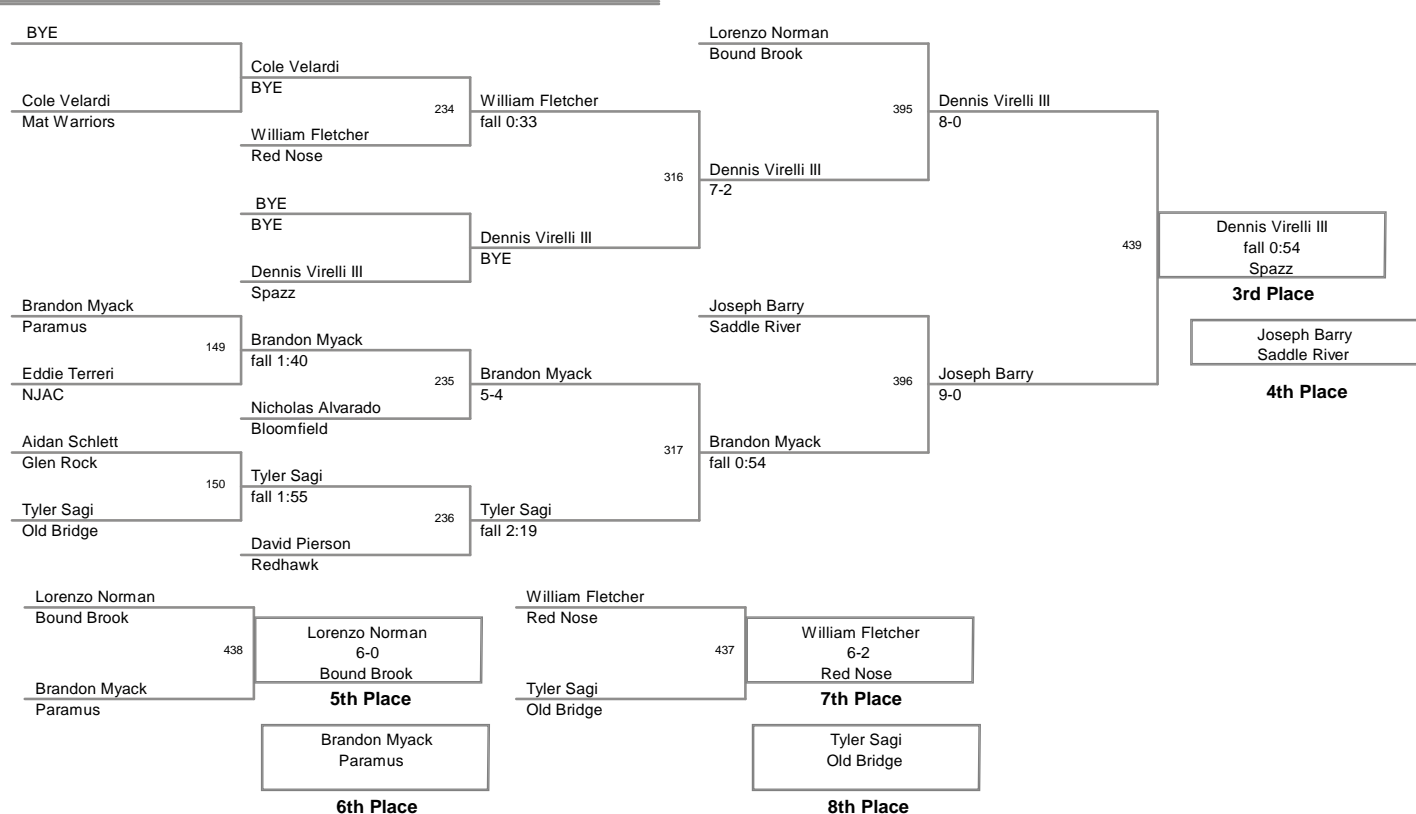 BYE
Cole Velardi
Mat Warriors
Cole Velardi
BYE
234
William Fletcher
Red Nose
William Fletcher
fall 0:33
BYE
BYE
Dennis Virelli III
Spazz
Dennis Virelli III
BYE
316
Dennis Virelli III
7-2
Lorenzo Norman
Bound Brook
395
Dennis Virelli III
8-0
Brandon Myack
Paramus
149
Eddie Terreri
NJAC
Brandon Myack
fall 1:40
235
Nicholas Alvarado
Bloomfield
Brandon Myack
5-4
Aidan Schlett
Glen Rock
150
Tyler Sagi
Old Bridge
Tyler Sagi
fall 1:55
236
David Pierson
Redhawk
Tyler Sagi
fall 2:19
317
Brandon Myack
fall 0:54
Joseph Barry
Saddle River
396
Joseph Barry
9-0
439
Dennis Virelli III
fall 0:54
Spazz
3rd Place
Joseph Barry
Saddle River
4th Place
Lorenzo Norman
Bound Brook
438
Brandon Myack
Paramus
Lorenzo Norman
6-0
Bound Brook
5th Place
Brandon Myack
Paramus
6th Place
William Fletcher
Red Nose
437
Tyler Sagi
Old Bridge
William Fletcher
6-2
Red Nose
7th Place
Tyler Sagi
Old Bridge
8th Place